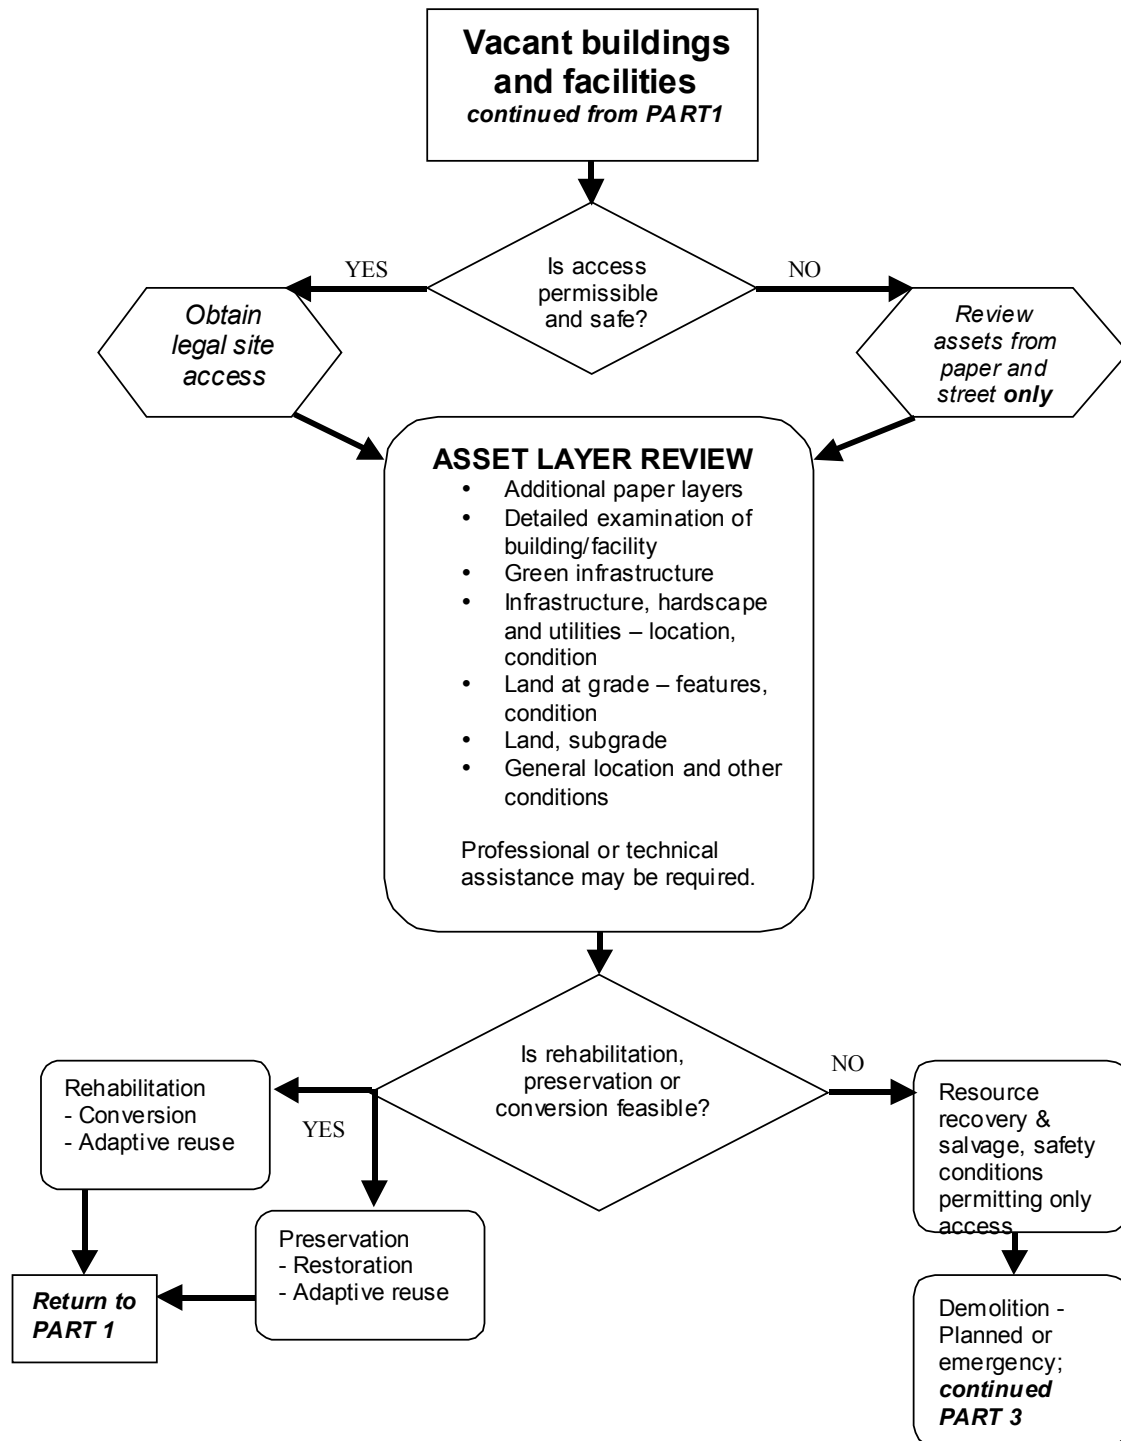 Vacant buildings
and facilities
continued from PART1
Is access
permissible
and safe?
YES
NO
Obtain
legal site
access
Review
assets from
paper and
street only
ASSET LAYER REVIEW
• Additional paper layers
• Detailed examination of
building/facility
• Green infrastructure
• Infrastructure, hardscape
and utilities – location,
condition
• Land at grade – features,
condition
• Land, subgrade
• General location and other
conditions
Professional or technical
assistance may be required.
Is rehabilitation,
preservation or
conversion feasible?
YES
NO
Rehabilitation
- Conversion
- Adaptive reuse
Preservation
- Restoration
- Adaptive reuse
Return to
PART 1
Resource
recovery &
salvage, safety
conditions
permitting only
access
Demolition -
Planned or
emergency;
continued
PART 3